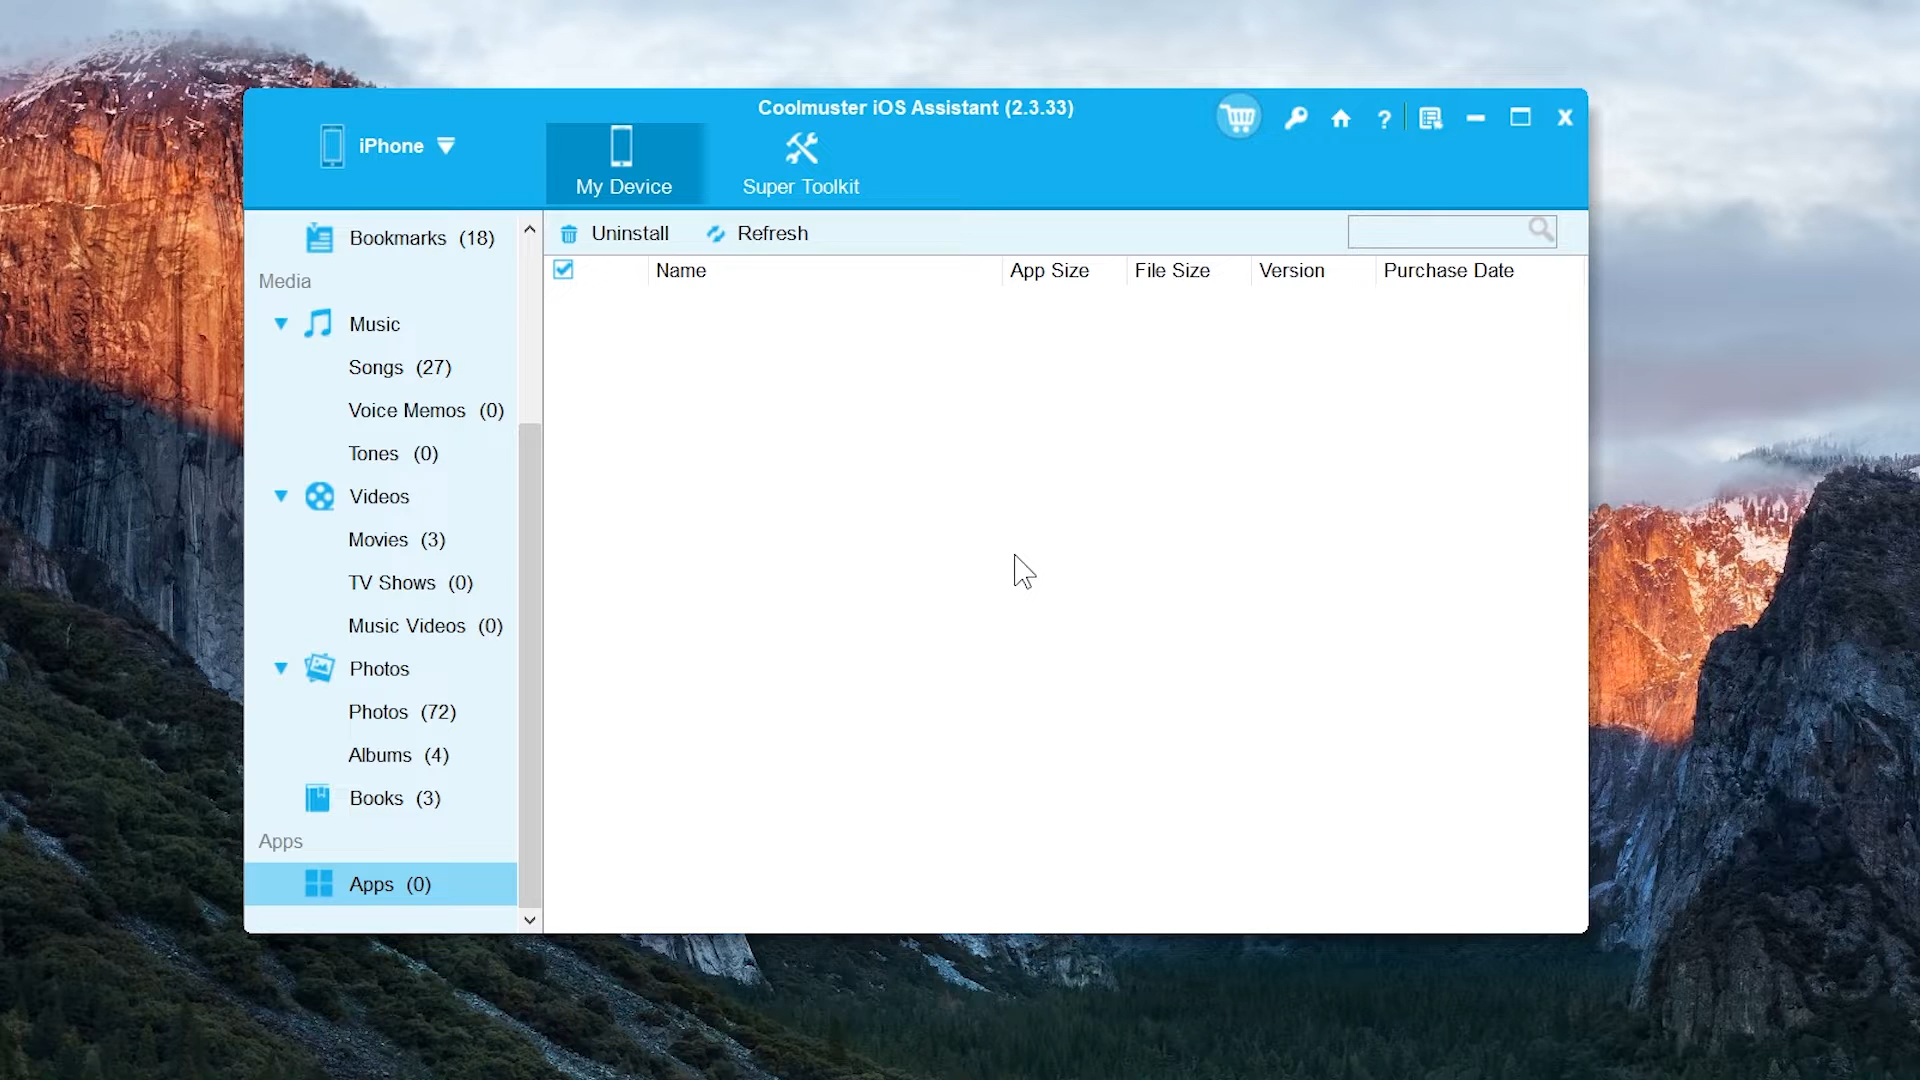 Coolmuster iOS Assistant (2.3.33)
iPhone
My Device
Super Toolkit
?
X
Uninstall
Refresh
Name
App Size
File Size
Version
Purchase Date
Bookmarks (18)
Media
Music
Songs (27)
Voice Memos (0)
Tones (0)
Videos
Movies (3)
TV Shows (0)
Music Videos (0)
Photos
Photos (72)
Albums (4)
Books (3)
Apps
Apps (0)